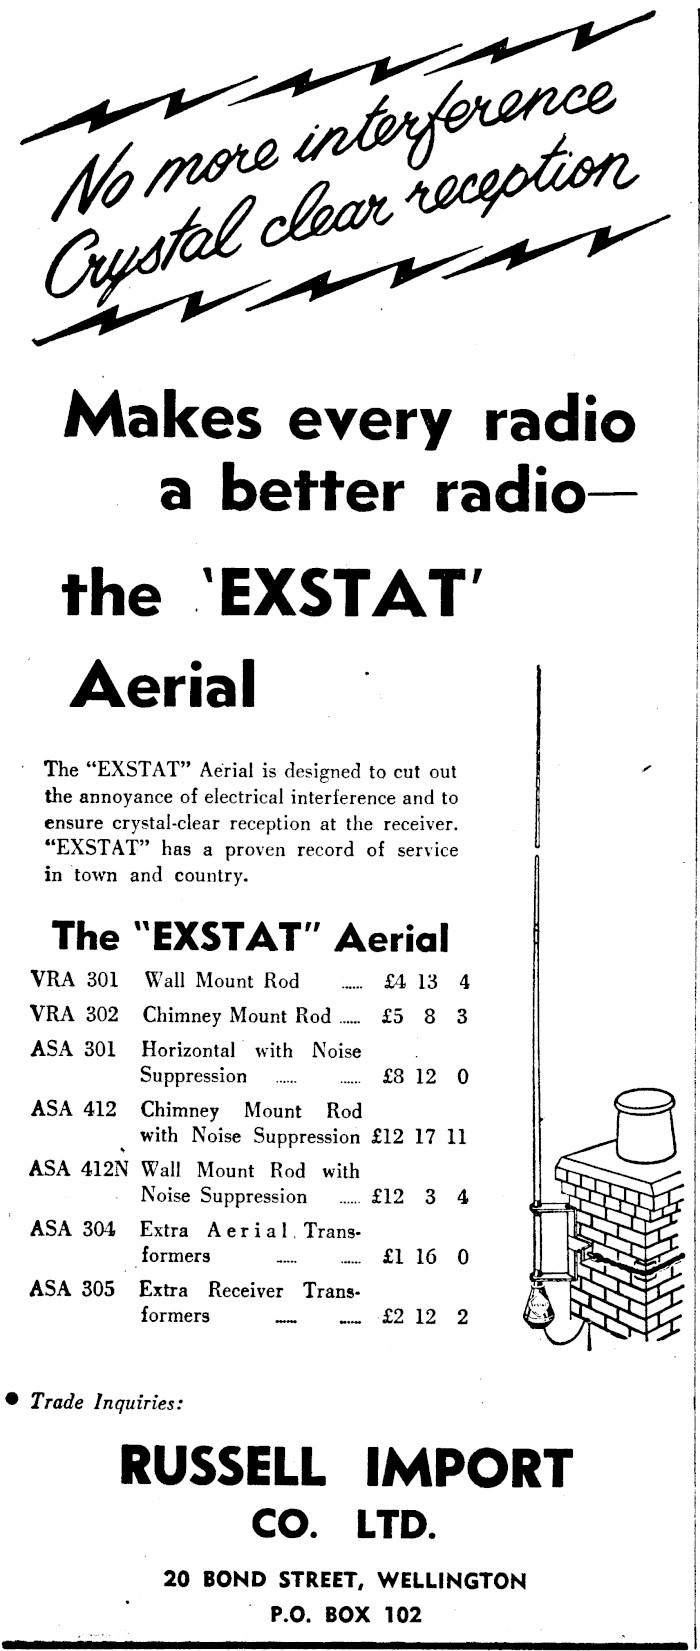 No more interference
Crystal clear reception
Makes every radio
a better radio—
the 'EXSTAT'
Aerial
The “EXSTAT” Aerial is designed to cut out
the annoyance of electrical interference and to
ensure crystal-clear reception at the receiver.
“EXSTAT” has a proven record of service
in town and country.
The "EXSTAT" Aerial
VRA 301 Wall Mount Rod ...... £4 13 4
VRA 302 Chimney Mount Rod ...... £5 8 3
ASA 301 Horizontal with Noise
Suppression ...... ...... £8 12 0
ASA 412 Chimney Mount Rod
with Noise Suppression £12 17 11
ASA 412N Wall Mount Rod with
Noise Suppression ...... £12 3 4
ASA 304 Extra Aerial Trans-
formers ...... ...... £1 16 0
ASA 305 Extra Receiver Trans-
formers ...... ...... £2 12 2
● Trade Inquiries:
RUSSELL IMPORT
CO. LTD.
20 BOND STREET, WELLINGTON
P.O. BOX 102